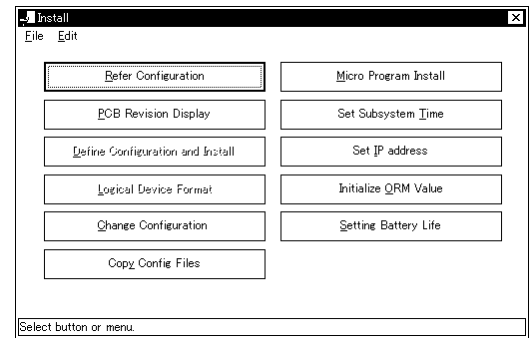 Install
File Edit
Refer Configuration
PCB Revision Display
Define Configuration and Install
Logical Device Format
Change Configuration
Copy Config Files
Micro Program Install
Set Subsystem Time
Set IP address
Initialize ORM Value
Setting Battery Life
Select button or menu.